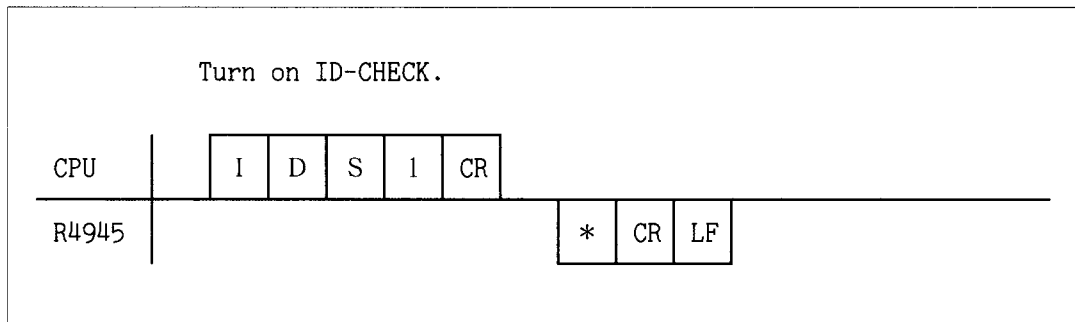 Turn on ID-CHECK.
CPU I D S 1 CR
R4945 * CR LF